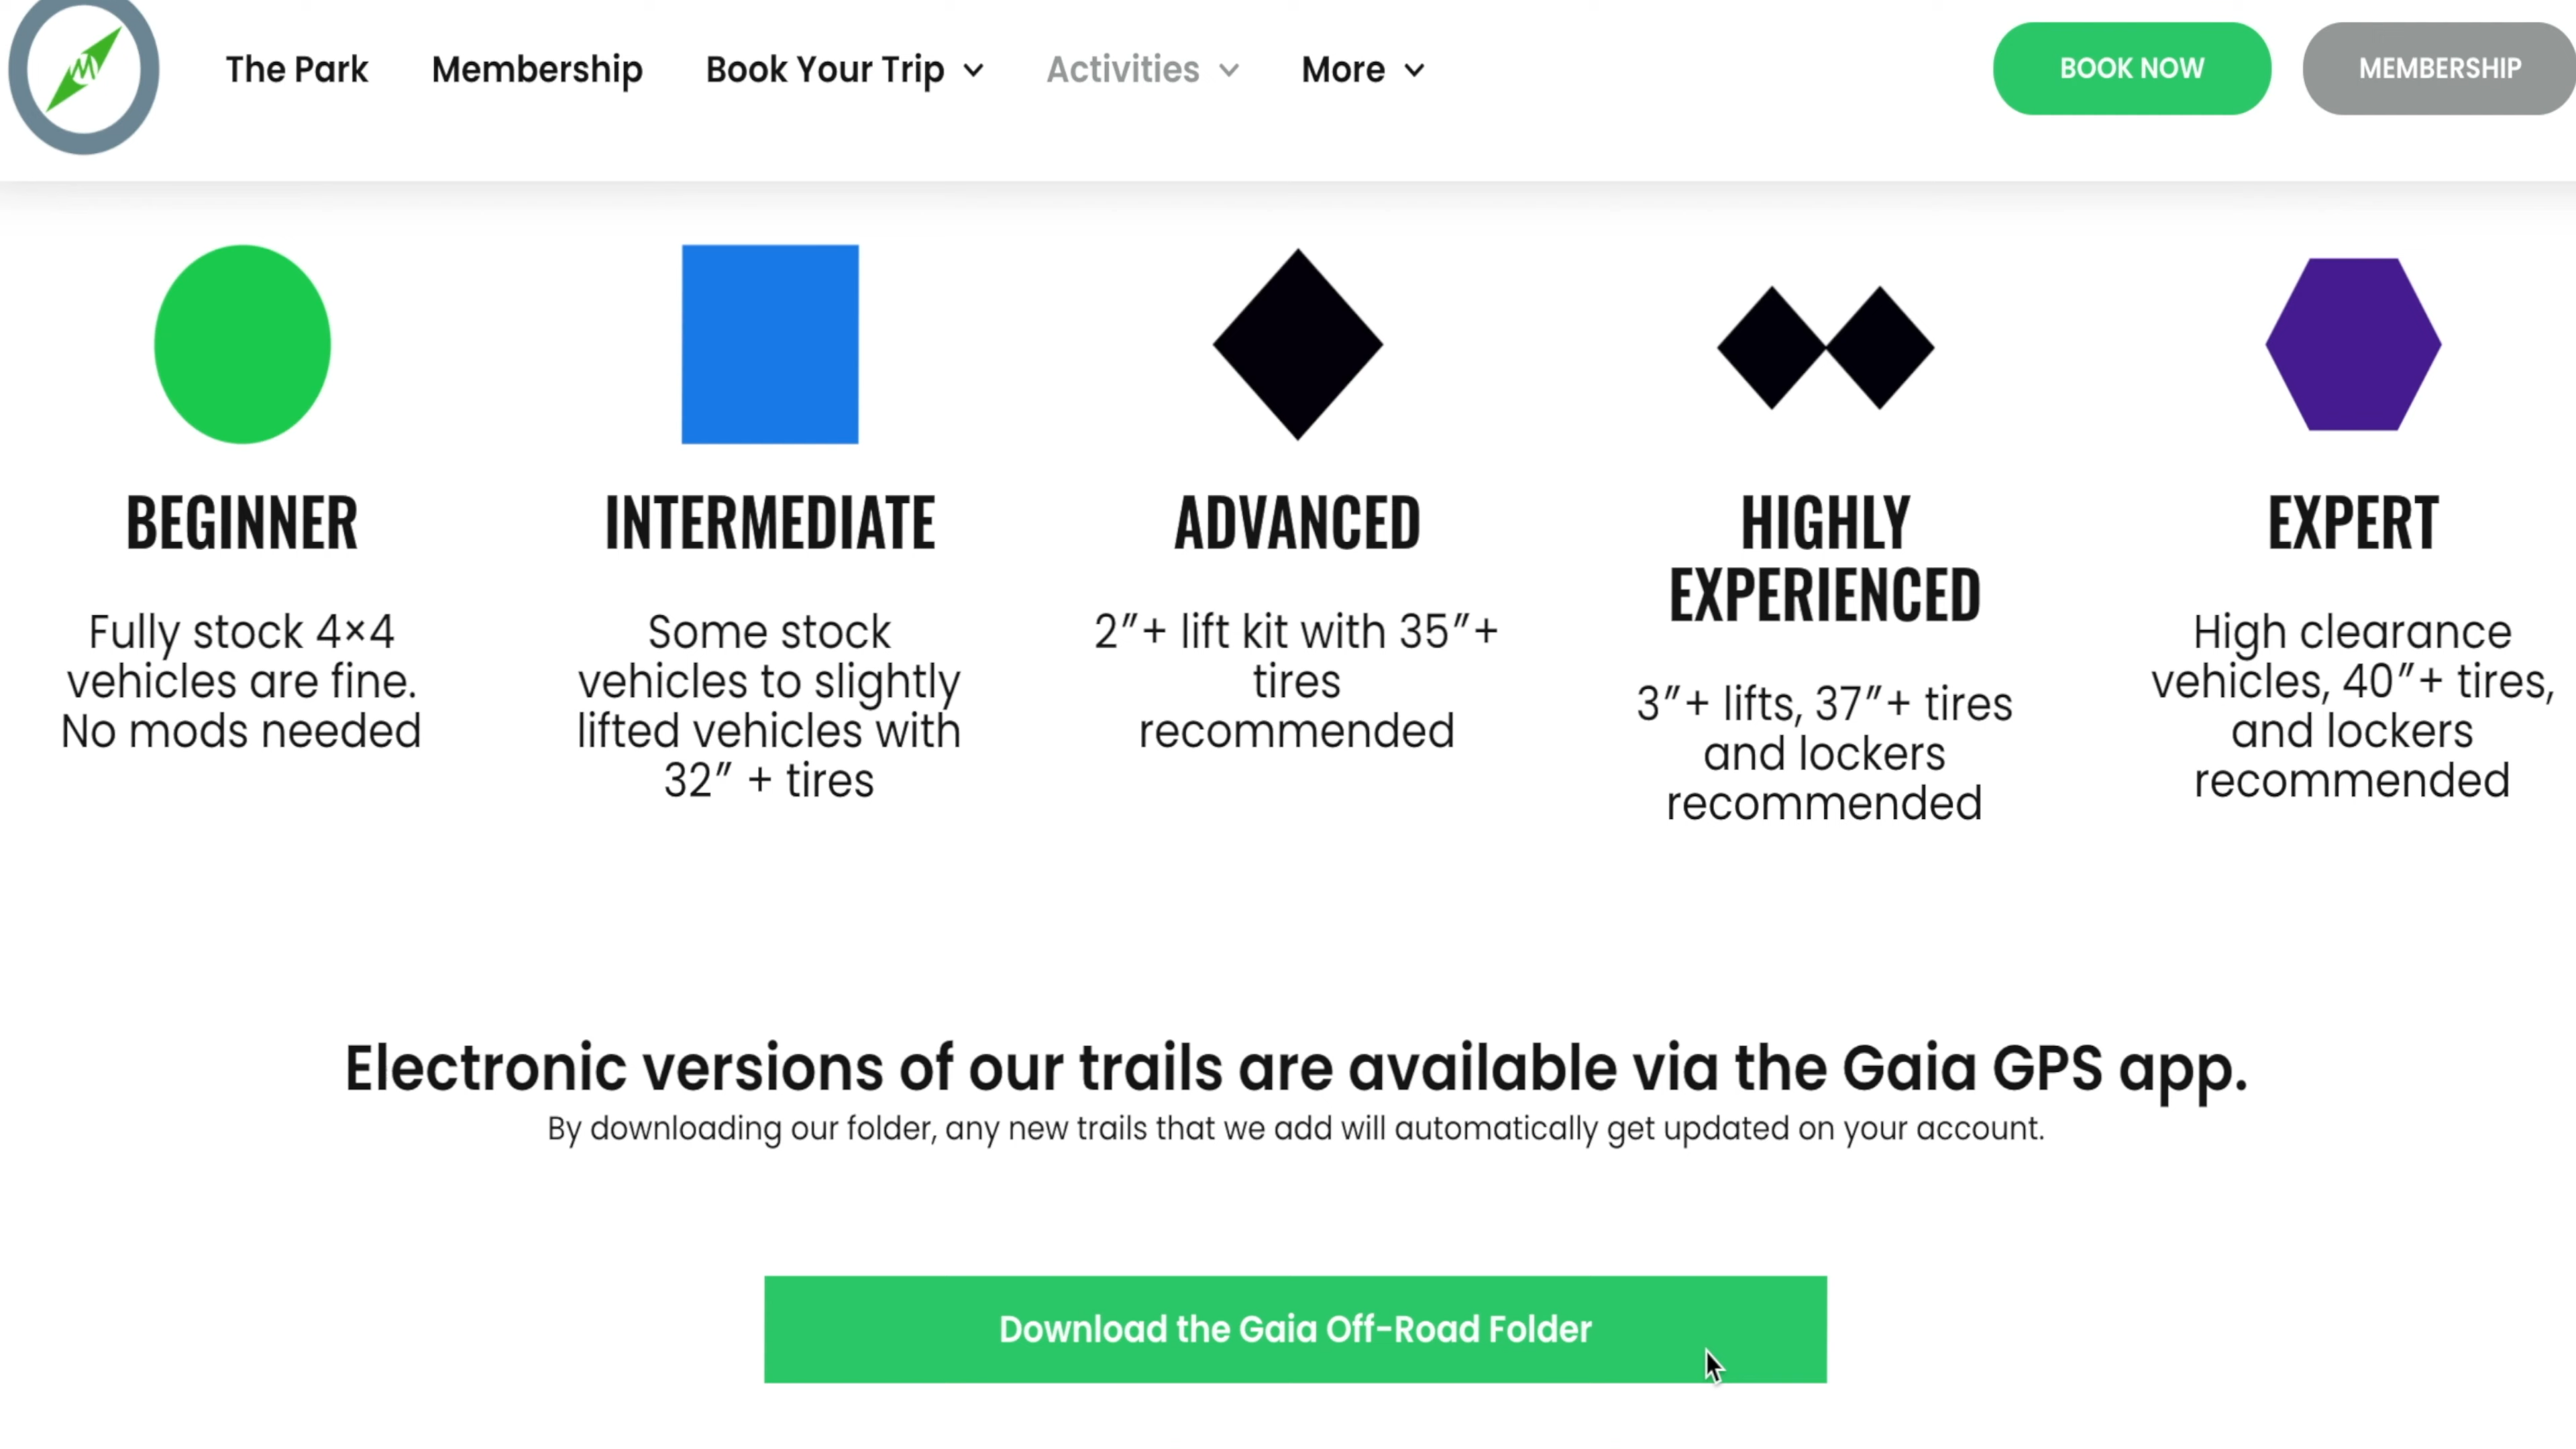 The Park
Membership
Book Your Trip
Activities
More
BOOK NOW
MEMBERSHIP
BEGINNER
Fully stock 4×4
vehicles are fine.
No mods needed
INTERMEDIATE
Some stock
vehicles to slightly
lifted vehicles with
32” + tires
ADVANCED
2”+ lift kit with 35”+
tires
recommended
HIGHLY
EXPERIENCED
3”+ lifts, 37”+ tires
and lockers
recommended
EXPERT
High clearance
vehicles, 40”+ tires,
and lockers
recommended
Electronic versions of our trails are available via the Gaia GPS app.
By downloading our folder, any new trails that we add will automatically get updated on your account.
Download the Gaia Off-Road Folder